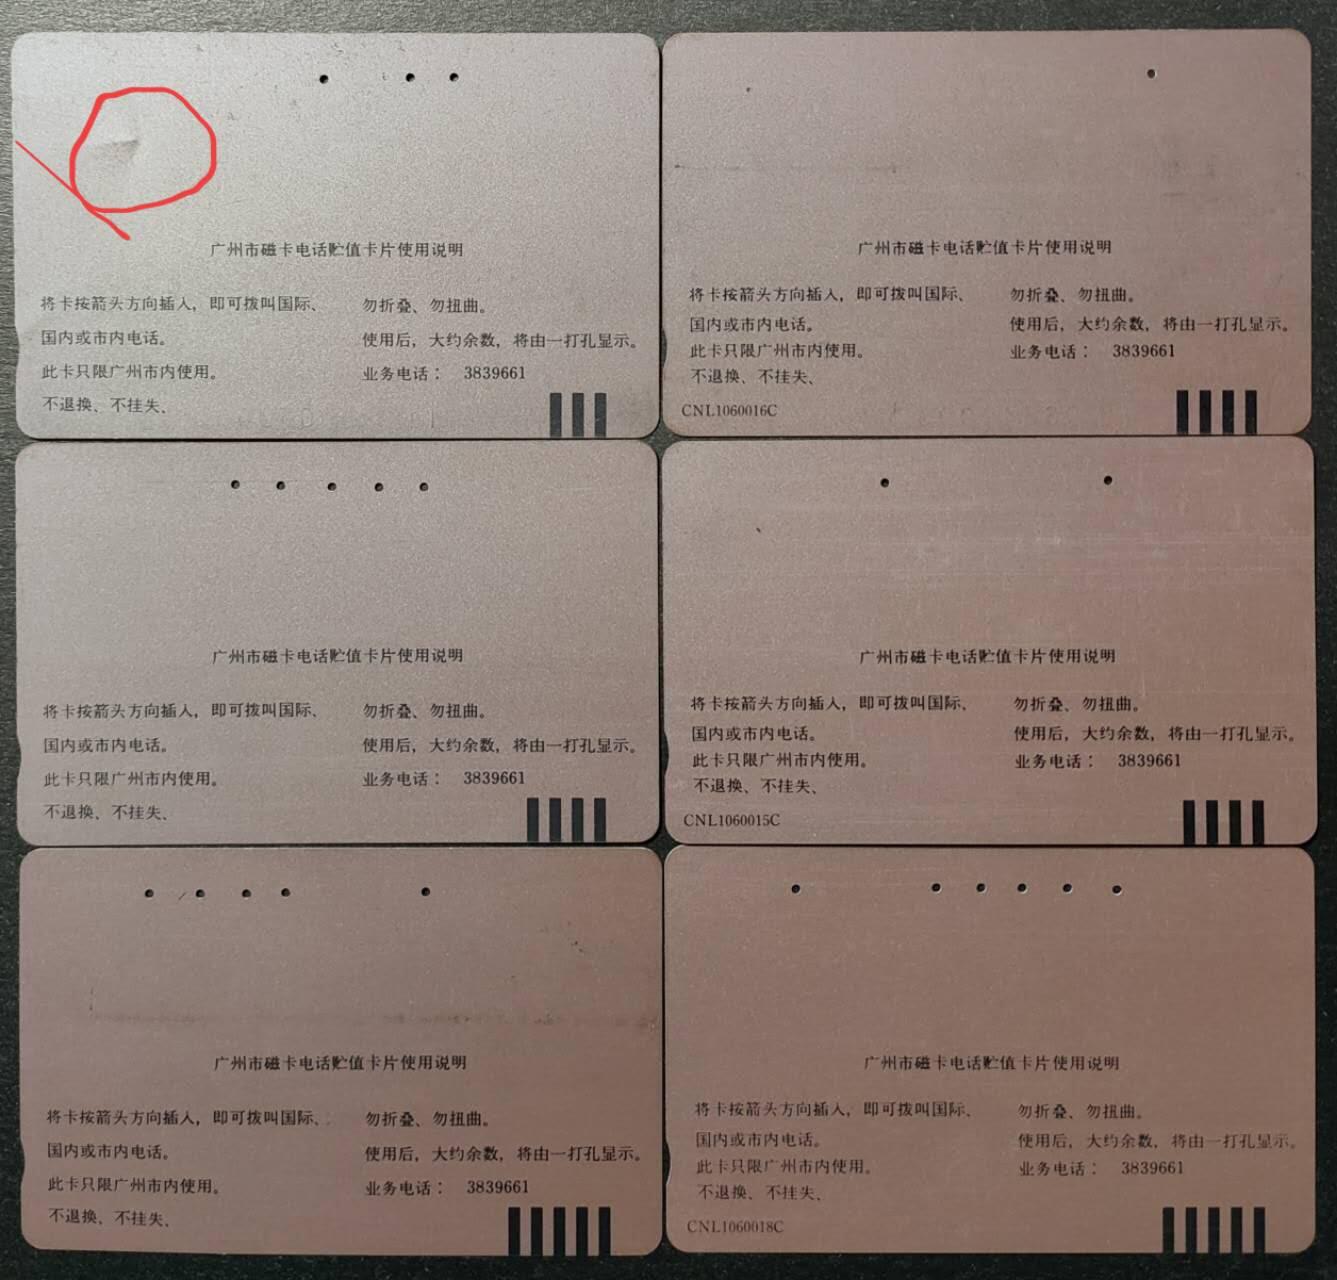 广州市磁卡电话贮值卡片使用说明
将卡按箭头方向插入，即可拨叫国际、
国内或市内电话。
此卡只限广州市内使用。
不退换、不挂失、
勿折叠、勿扭曲。
使用后，大约余数，将由一打孔显示。
业务电话： 3839661
广州市磁卡电话贮值卡片使用说明
将卡按箭头方向插入，即可拨叫国际、
国内或市内电话。
此卡只限广州市内使用。
不退换、不挂失、
勿折叠、勿扭曲。
使用后，大约余数，将由一打孔显示。
业务电话： 3839661
CNL1060016C
广州市磁卡电话贮值卡片使用说明
将卡按箭头方向插入，即可拨叫国际、
国内或市内电话。
此卡只限广州市内使用。
不退换、不挂失、
勿折叠、勿扭曲。
使用后，大约余数，将由一打孔显示。
业务电话： 3839661
广州市磁卡电话贮值卡片使用说明
将卡按箭头方向插入，即可拨叫国际、
国内或市内电话。
此卡只限广州市内使用。
不退换、不挂失、
勿折叠、勿扭曲。
使用后，大约余数，将由一打孔显示。
业务电话： 3839661
CNL1060015C
广州市磁卡电话贮值卡片使用说明
将卡按箭头方向插入，即可拨叫国际、
国内或市内电话。
此卡只限广州市内使用。
不退换、不挂失、
勿折叠、勿扭曲。
使用后，大约余数，将由一打孔显示。
业务电话： 3839661
广州市磁卡电话贮值卡片使用说明
将卡按箭头方向插入，即可拨叫国际、
国内或市内电话。
此卡只限广州市内使用。
不退换、不挂失、
勿折叠、勿扭曲。
使用后，大约余数，将由一打孔显示。
业务电话： 3839661
CNL1060018C